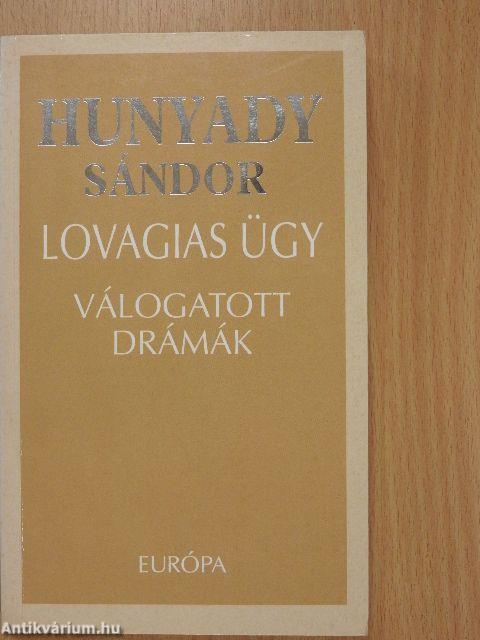 HUNYADY
SÁNDOR
LOVAGIAS ÜGY
VÁLOGATOTT
DRÁMÁK
EURÓPA
Antikvárium.hu